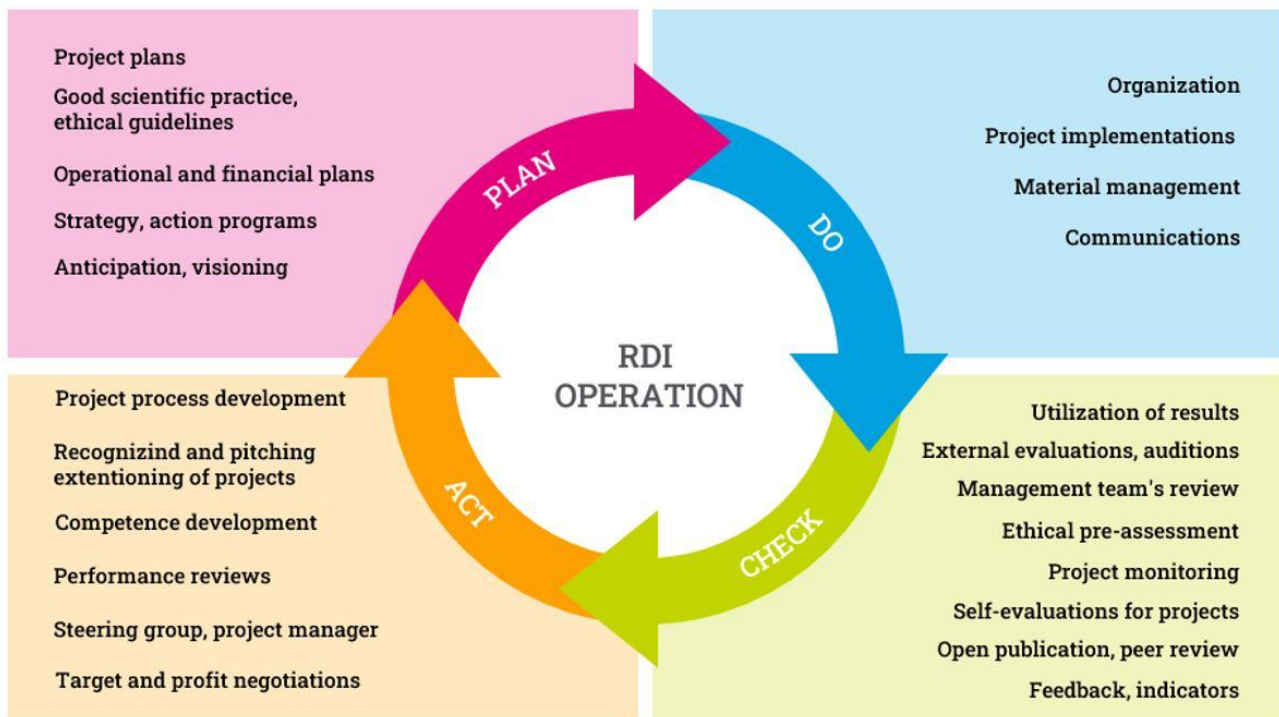 Project plans
Good scientific practice,
ethical guidelines
Operational and financial plans
Strategy, action programs
Anticipation, visioning
PLAN
Organization
Project implementations
Material management
Communications
DO
RDI
OPERATION
Project process development
Recognizind and pitching
extentioning of projects
Competence development
Performance reviews
Steering group, project manager
Target and profit negotiations
ACT
Utilization of results
External evaluations, auditions
Management team's review
Ethical pre-assessment
Project monitoring
Self-evaluations for projects
Open publication, peer review
Feedback, indicators
CHECK